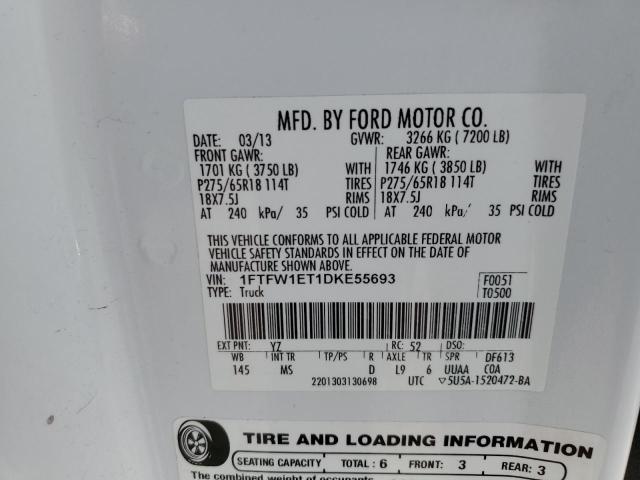 MFD. BY FORD MOTOR CO.
DATE: 03/13 GVWR: 3266 KG ( 7200 LB)
FRONT GAWR: REAR GAWR:
1701 KG ( 3750 LB) WITH 1746 KG ( 3850 LB) WITH
P275/65R18 114T TIRES P275/65R18 114T TIRES
18X7.5J RIMS 18X7.5J RIMS
AT 240 kPa/ 35 PSI COLD AT 240 kPa/ 35 PSI COLD
THIS VEHICLE CONFORMS TO ALL APPLICABLE FEDERAL MOTOR
VEHICLE SAFETY STANDARDS IN EFFECT ON THE DATE OF
MANUFACTURE SHOWN ABOVE.
VIN: 1FTFW1ET1DKE55693 F0051
TYPE: Truck T0500
EXT PNT: YZ RC: 52 DSO:
WB INT TR TP/PS R AXLE TR SPR DF613
145 MS D L9 6 UUAA COA
2201303130698 UTC ▽5U5A-1520472-BA
TIRE AND LOADING INFORMATION
SEATING CAPACITY TOTAL: 6 FRONT: 3 REAR: 3
The combined weight of occupants